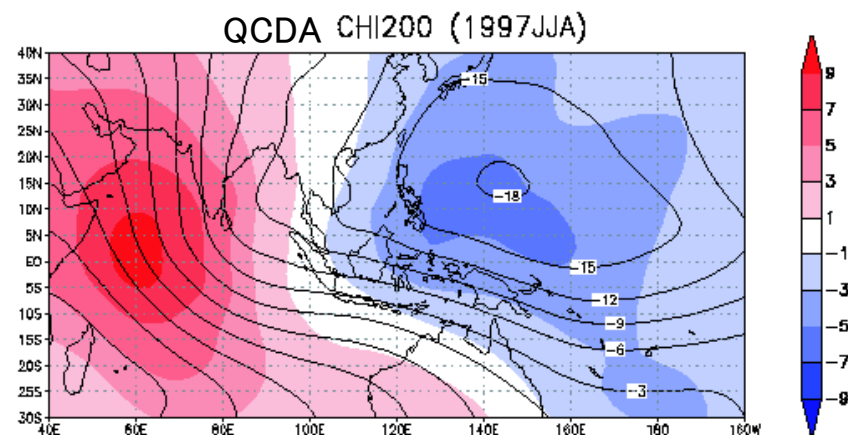 QCDA CHI200 (1997JJA)
40N
35N
30N
25N
20N
15N
10N
5N
EQ
5S
10S
15S
20S
25S
30S
40E 60E 80E 100E 120E 140E 160E 180 160W
-15
-18
-15
-12
-9
-6
-3
9
7
5
3
1
-1
-3
-5
-7
-9